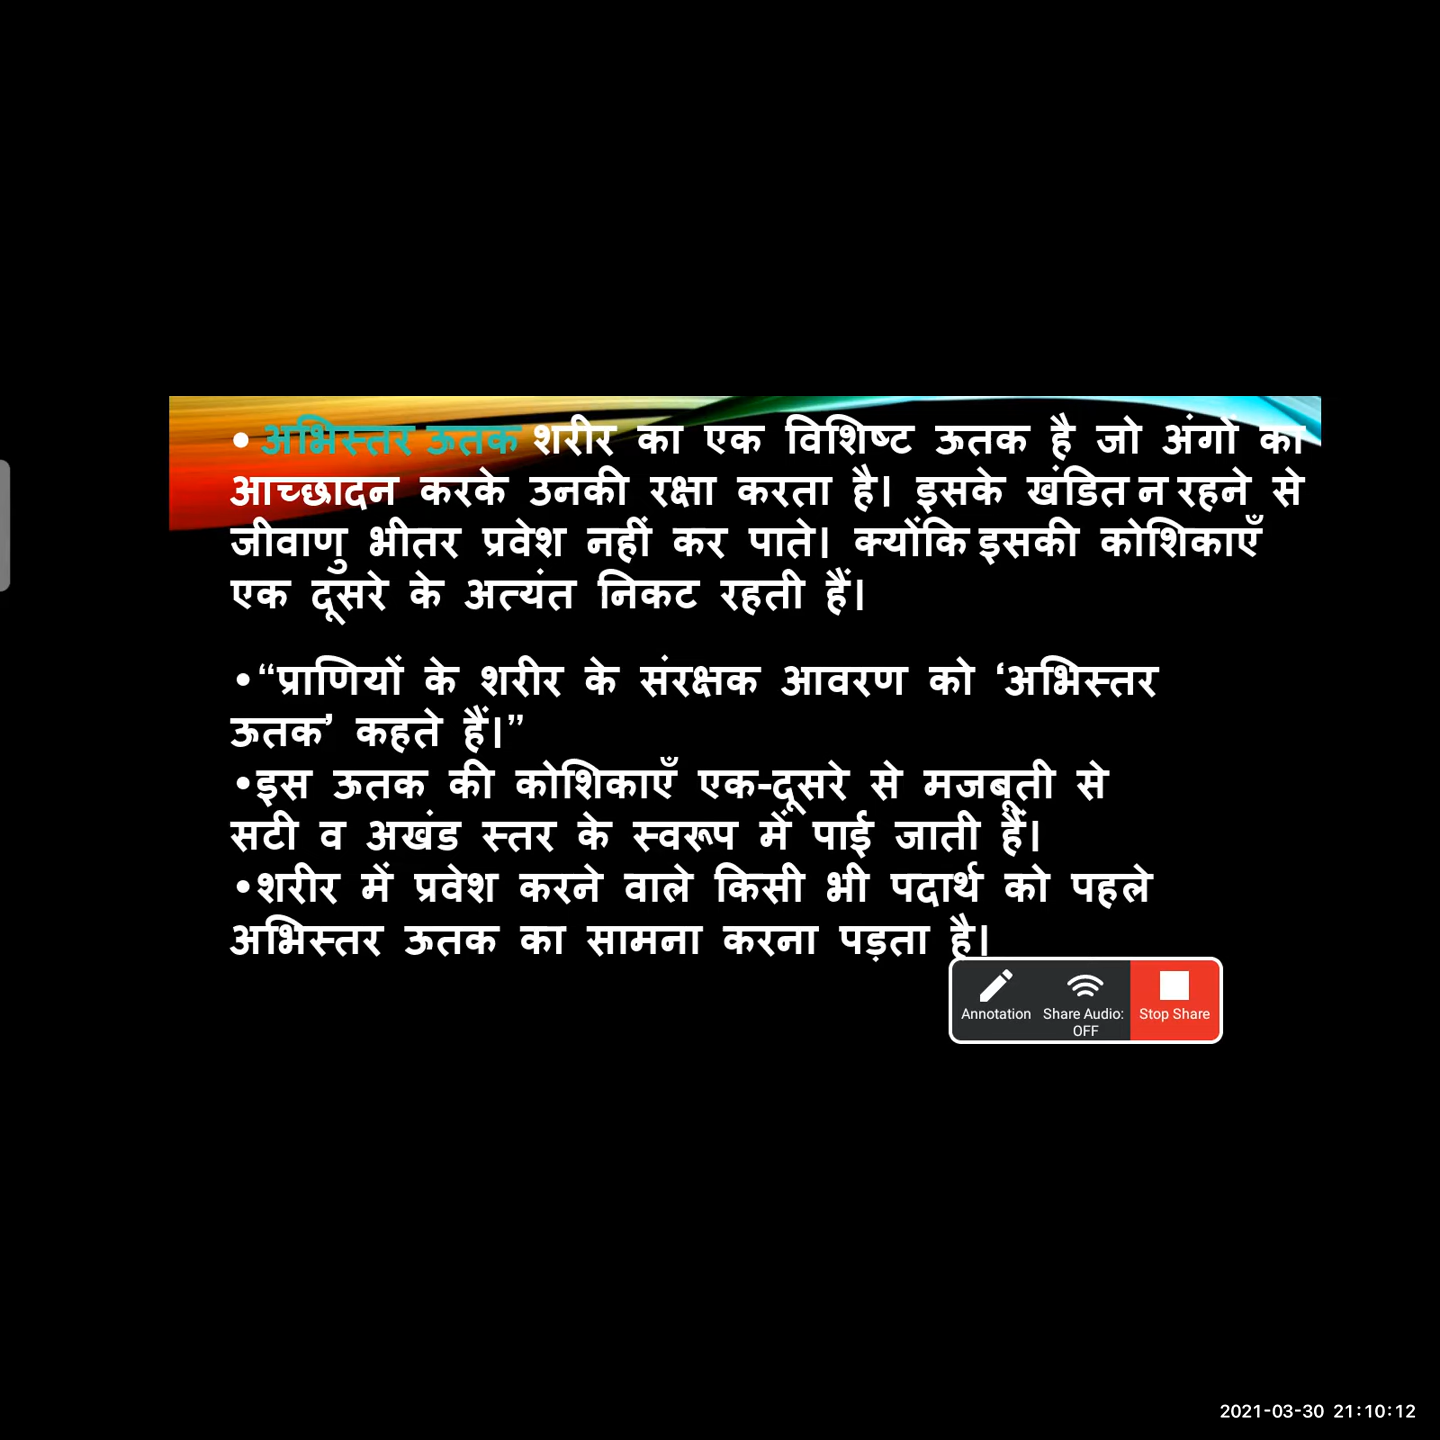 • अभिस्तर ऊतक शरीर का एक विशिष्ट ऊतक है जो अंगों का
आच्छादन करके उनकी रक्षा करता है। इसके खंडित न रहने से
जीवाणु भीतर प्रवेश नहीं कर पाते। क्योंकि इसकी कोशिकाएँ
एक दूसरे के अत्यंत निकट रहती हैं।
•“प्राणियों के शरीर के संरक्षक आवरण को ‘अभिस्तर
ऊतक’ कहते हैं।”
•इस ऊतक की कोशिकाएँ एक-दूसरे से मजबूती से
सटी व अखंड स्तर के स्वरूप में पाई जाती हैं।
•शरीर में प्रवेश करने वाले किसी भी पदार्थ को पहले
अभिस्तर ऊतक का सामना करना पड़ता है।
Annotation
Share Audio:
OFF
Stop Share
2021-03-30 21:10:12